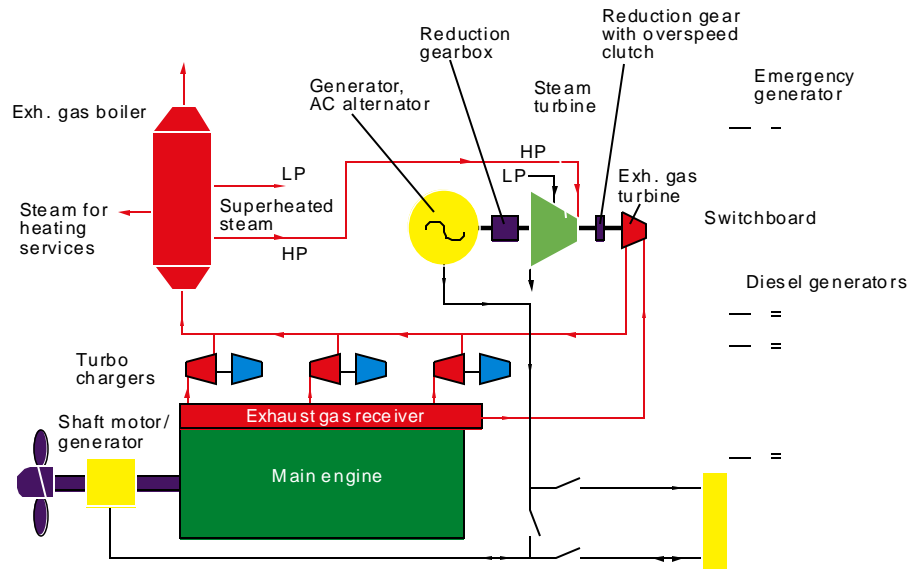 Reduction gear
with overspeed
clutch
Reduction
gearbox
Generator,
AC alternator
Steam
turbine
Emergency
generator
Exh. gas boiler
HP
LP
LP
Exh. gas
turbine
Steam for
heating
services
Superheated
steam
HP
Switchboard
Diesel generators
Turbo
chargers
Shaft motor/
generator
Exhaust gas receiver
Main engine